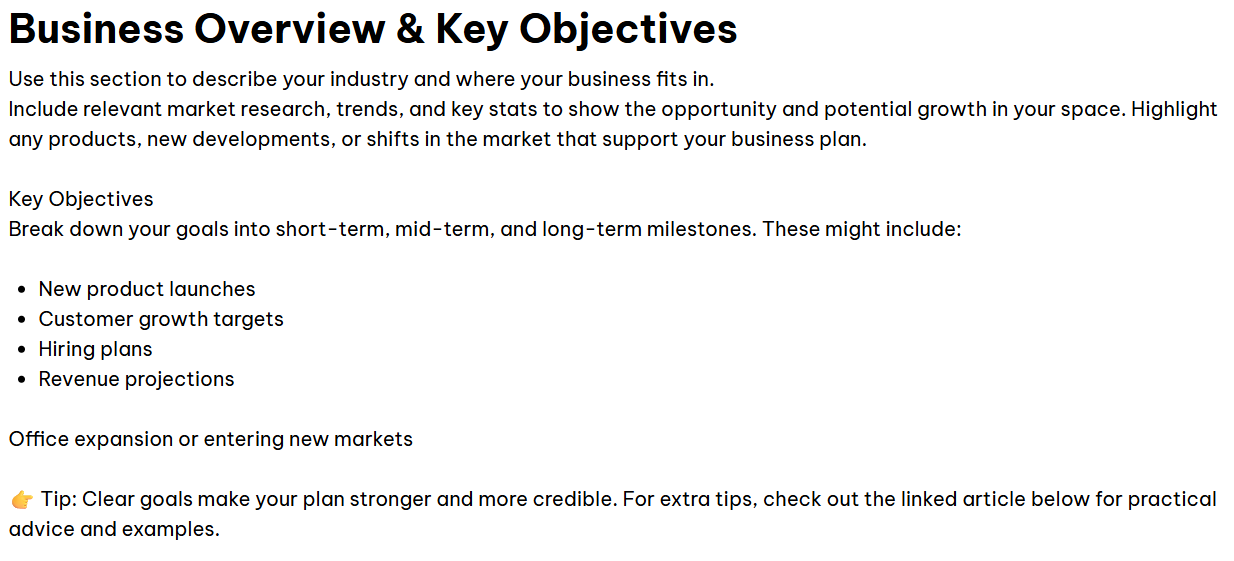 Business Overview & Key Objectives
Use this section to describe your industry and where your business fits in.
Include relevant market research, trends, and key stats to show the opportunity and potential growth in your space. Highlight
any products, new developments, or shifts in the market that support your business plan.
Key Objectives
Break down your goals into short-term, mid-term, and long-term milestones. These might include:
• New product launches
• Customer growth targets
• Hiring plans
• Revenue projections
Office expansion or entering new markets
👉 Tip: Clear goals make your plan stronger and more credible. For extra tips, check out the linked article below for practical
advice and examples.